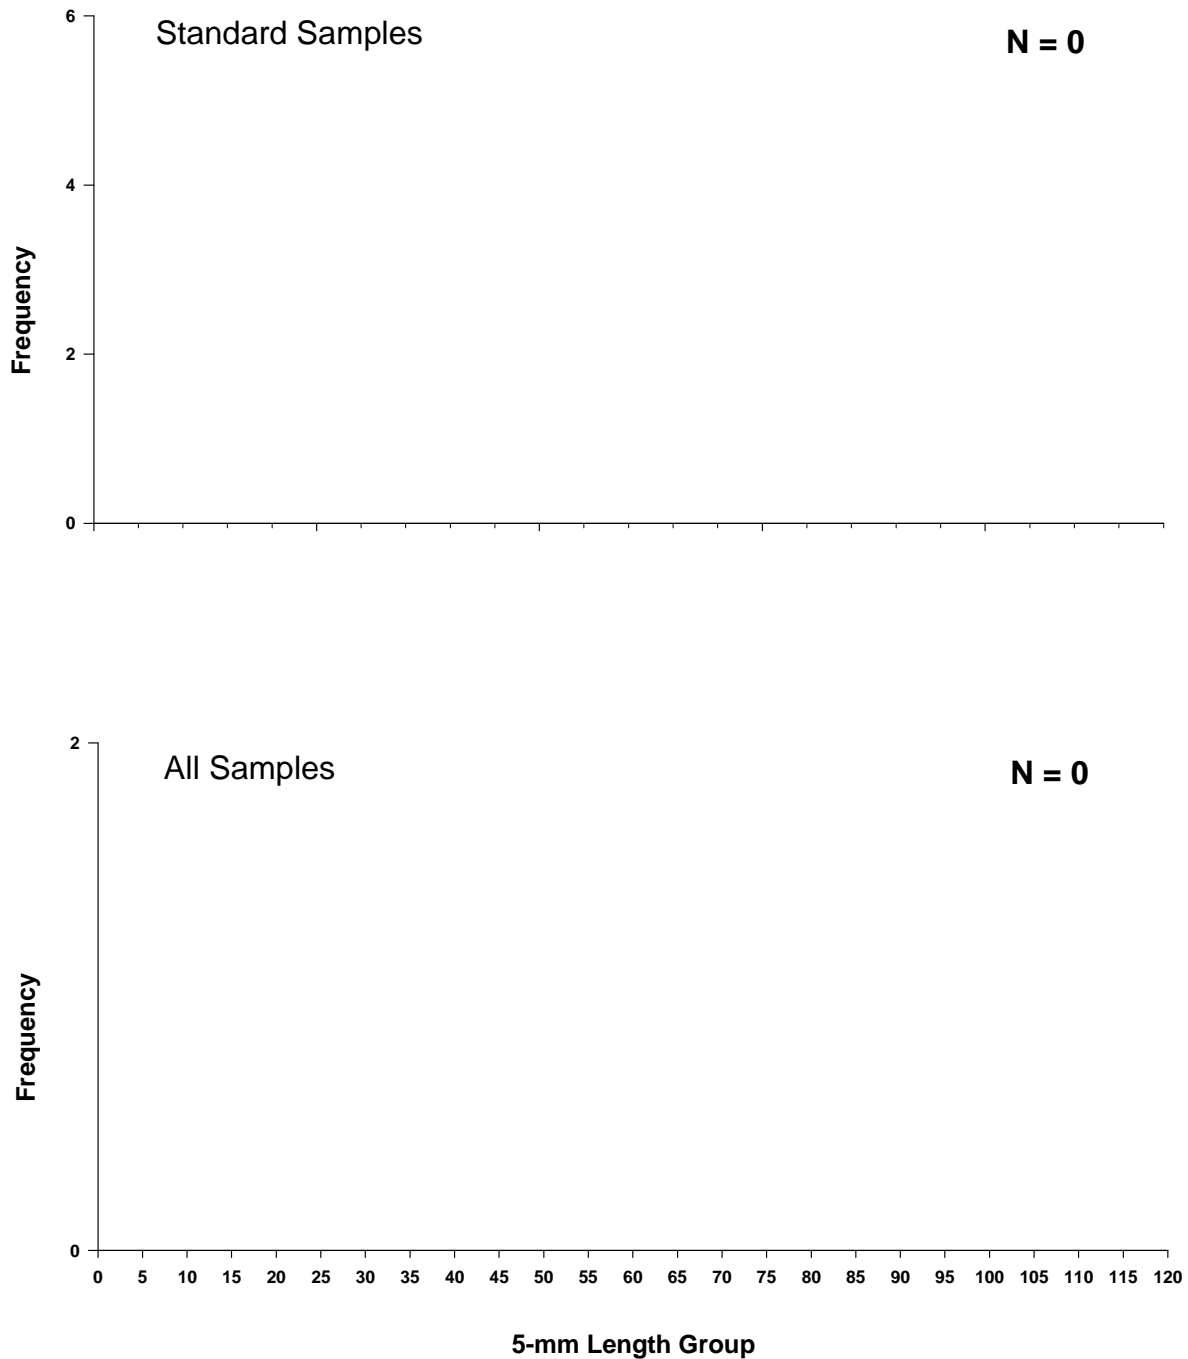 Standard Samples
N = 0
6
4
2
0
Frequency
All Samples
N = 0
2
0
Frequency
0 5 10 15 20 25 30 35 40 45 50 55 60 65 70 75 80 85 90 95 100 105 110 115 120
5-mm Length Group